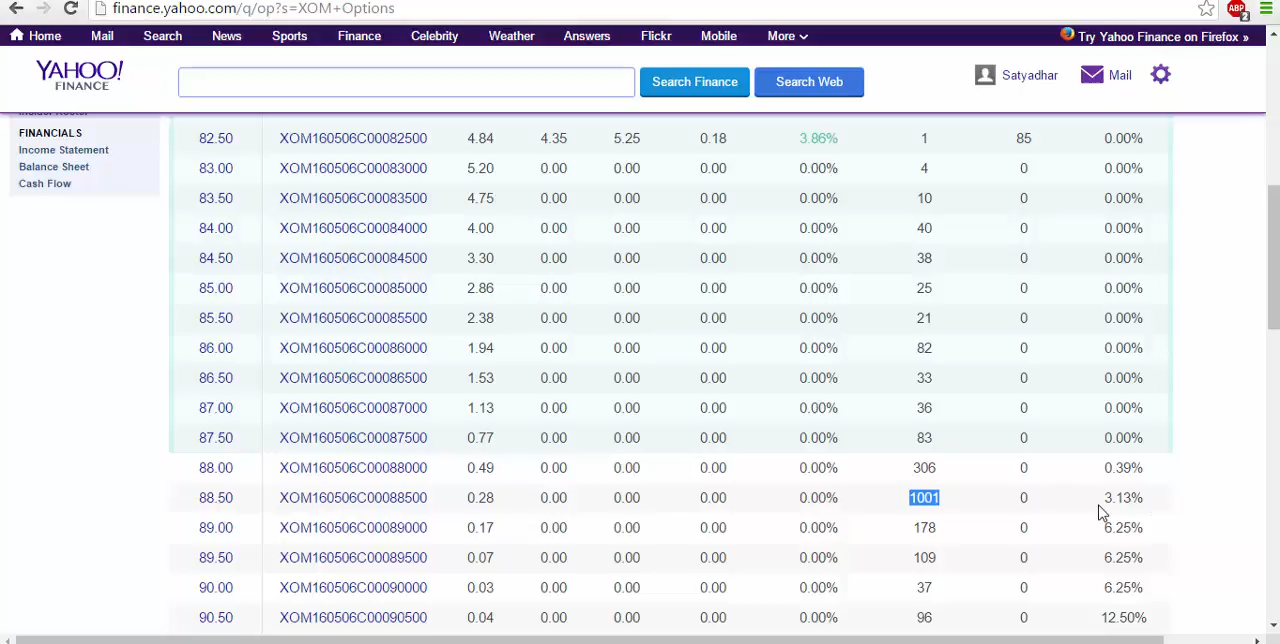 finance.yahoo.com/q/op?s=XOM+Options
ABP
2
Home Mail Search News Sports Finance Celebrity Weather Answers Flickr Mobile More Try Yahoo Finance on Firefox »
YAHOO!
FINANCE
Search Finance Search Web Satyadhar Mail
Insider Roster
FINANCIALS
Income Statement
Balance Sheet
Cash Flow
82.50 XOM160506C00082500 4.84 4.35 5.25 0.18 3.86% 1 85 0.00%
83.00 XOM160506C00083000 5.20 0.00 0.00 0.00 0.00% 4 0 0.00%
83.50 XOM160506C00083500 4.75 0.00 0.00 0.00 0.00% 10 0 0.00%
84.00 XOM160506C00084000 4.00 0.00 0.00 0.00 0.00% 40 0 0.00%
84.50 XOM160506C00084500 3.30 0.00 0.00 0.00 0.00% 38 0 0.00%
85.00 XOM160506C00085000 2.86 0.00 0.00 0.00 0.00% 25 0 0.00%
85.50 XOM160506C00085500 2.38 0.00 0.00 0.00 0.00% 21 0 0.00%
86.00 XOM160506C00086000 1.94 0.00 0.00 0.00 0.00% 82 0 0.00%
86.50 XOM160506C00086500 1.53 0.00 0.00 0.00 0.00% 33 0 0.00%
87.00 XOM160506C00087000 1.13 0.00 0.00 0.00 0.00% 36 0 0.00%
87.50 XOM160506C00087500 0.77 0.00 0.00 0.00 0.00% 83 0 0.00%
88.00 XOM160506C00088000 0.49 0.00 0.00 0.00 0.00% 306 0 0.39%
88.50 XOM160506C00088500 0.28 0.00 0.00 0.00 0.00% 1001 0 3.13%
89.00 XOM160506C00089000 0.17 0.00 0.00 0.00 0.00% 178 0 6.25%
89.50 XOM160506C00089500 0.07 0.00 0.00 0.00 0.00% 109 0 6.25%
90.00 XOM160506C00090000 0.03 0.00 0.00 0.00 0.00% 37 0 6.25%
90.50 XOM160506C00090500 0.04 0.00 0.00 0.00 0.00% 96 0 12.50%